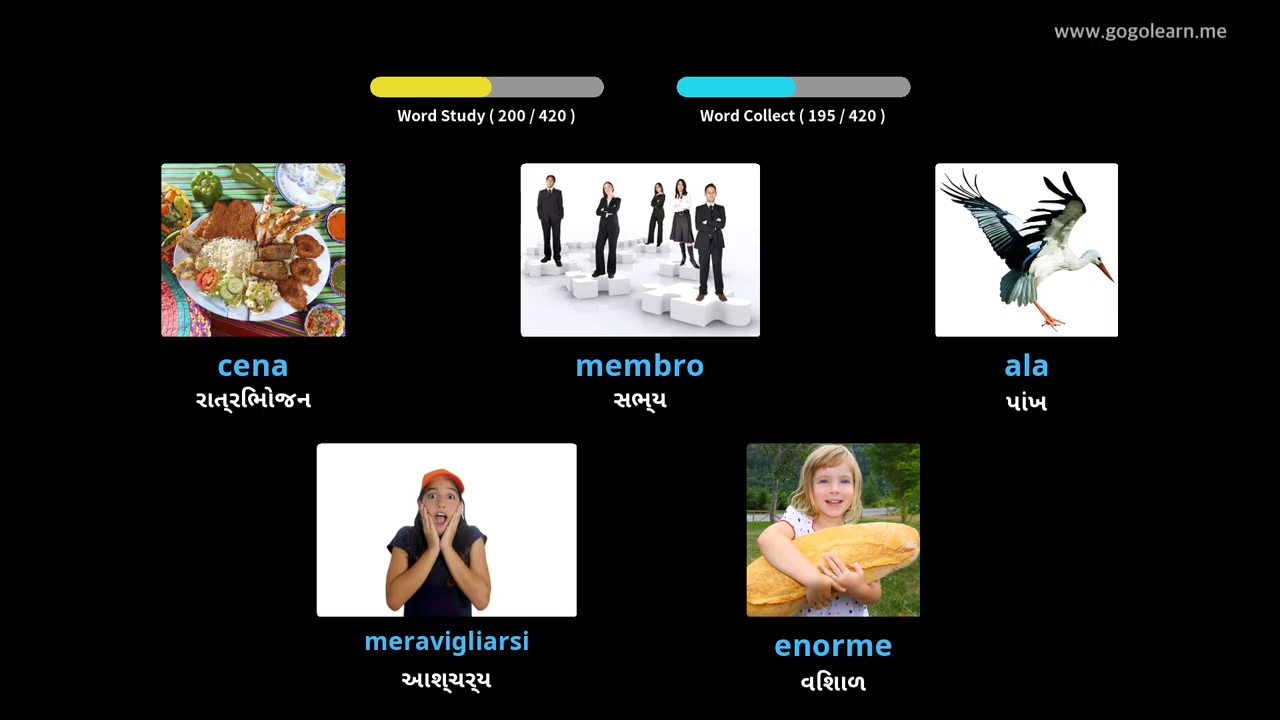 www.gogolearn.me
Word Study ( 200 / 420 )
Word Collect ( 195 / 420 )
cena
રાત્રિભોજન
membro
સભ્ય
ala
પાંખ
meravigliarsi
આશ્ચર્ય
enorme
વિશાળ